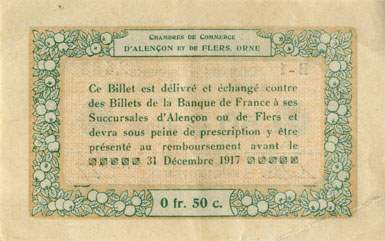 CHAMBRES DE COMMERCE
D'ALENÇON ET DE FLERS, ORNE
Ce Billet est délivré et échangé contre
des Billets de la Banque de France à ses
Succursales d'Alençon ou de Flers et
devra sous peine de prescription y être
présenté au remboursement avant le
31 Décembre 1917
0 fr. 50 c.